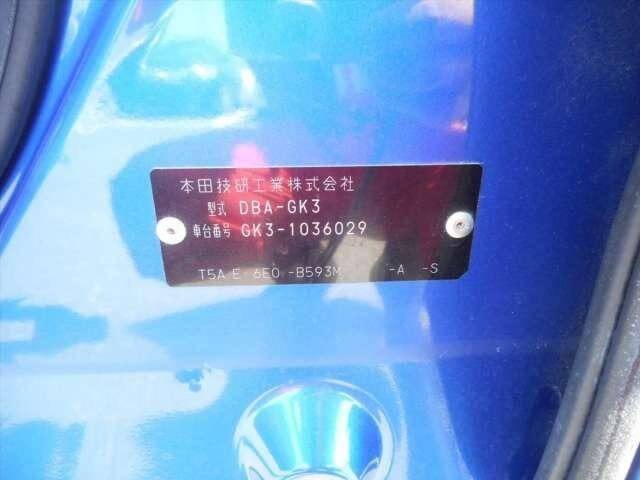 本田技研工業株式会社
型式 DBA-GK3
車台番号 GK3-1036029
T5A E 6E0 -B593M -A -S